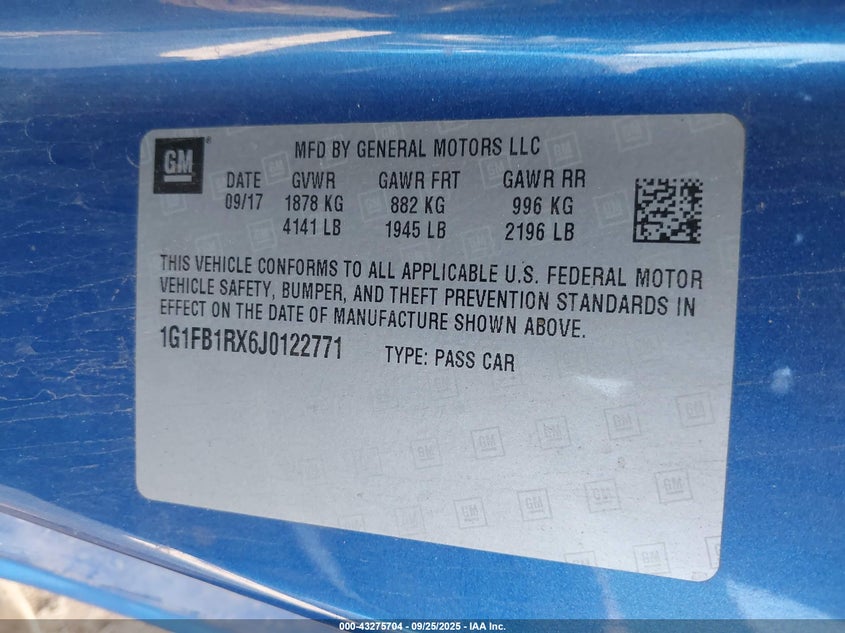 GM
MFD BY GENERAL MOTORS LLC
DATE GVWR GAWR FRT GAWR RR
09/17 1878 KG 882 KG 996 KG
4141 LB 1945 LB 2196 LB
THIS VEHICLE CONFORMS TO ALL APPLICABLE U.S. FEDERAL MOTOR
VEHICLE SAFETY, BUMPER, AND THEFT PREVENTION STANDARDS IN
EFFECT ON THE DATE OF MANUFACTURE SHOWN ABOVE.
1G1FB1RX6J0122771 TYPE: PASS CAR
000-43275704 - 09/25/2025 - IAA Inc.